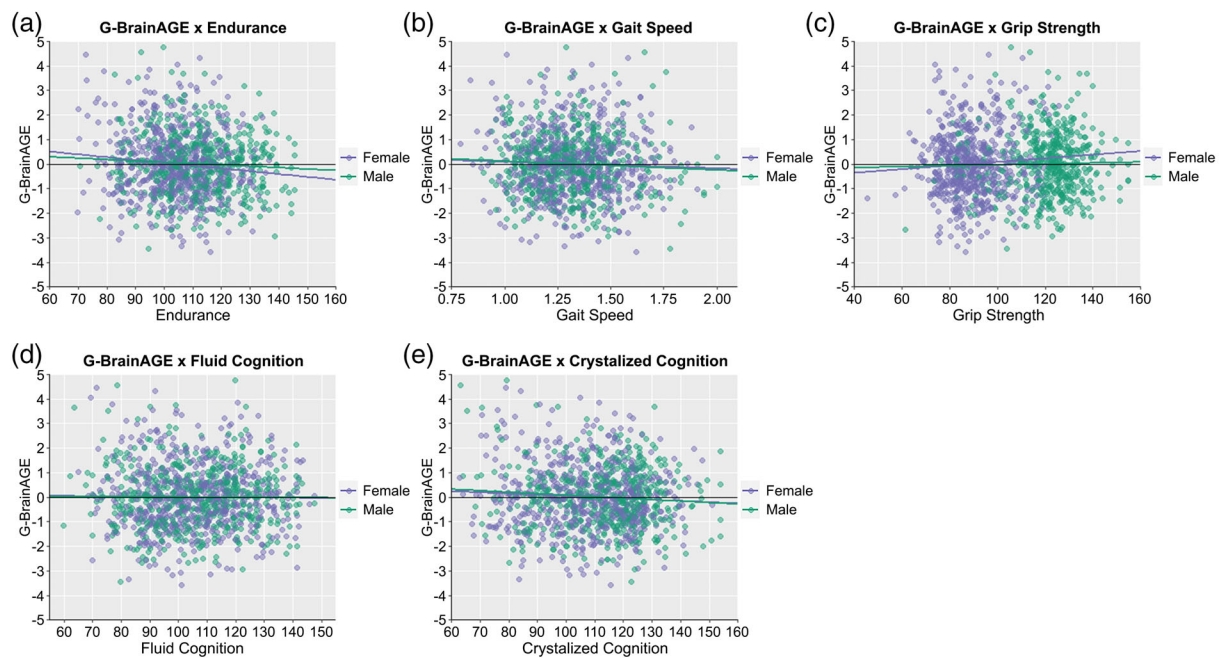 (a)
G-BrainAGE x Endurance
G-BrainAGE
5
4
3
2
1
0
-1
-2
-3
-4
-5
60 70 80 90 100 110 120 130 140 150 160
Endurance
Female
Male
(b)
G-BrainAGE x Gait Speed
G-BrainAGE
5
4
3
2
1
0
-1
-2
-3
-4
-5
0.75 1.00 1.25 1.50 1.75 2.00
Gait Speed
Female
Male
(c)
G-BrainAGE x Grip Strength
G-BrainAGE
5
4
3
2
1
0
-1
-2
-3
-4
-5
40 60 80 100 120 140 160
Grip Strength
Female
Male
(d)
G-BrainAGE x Fluid Cognition
G-BrainAGE
5
4
3
2
1
0
-1
-2
-3
-4
-5
60 70 80 90 100 110 120 130 140 150
Fluid Cognition
Female
Male
(e)
G-BrainAGE x Crystalized Cognition
G-BrainAGE
5
4
3
2
1
0
-1
-2
-3
-4
-5
60 70 80 90 100 110 120 130 140 150 160
Crystalized Cognition
Female
Male